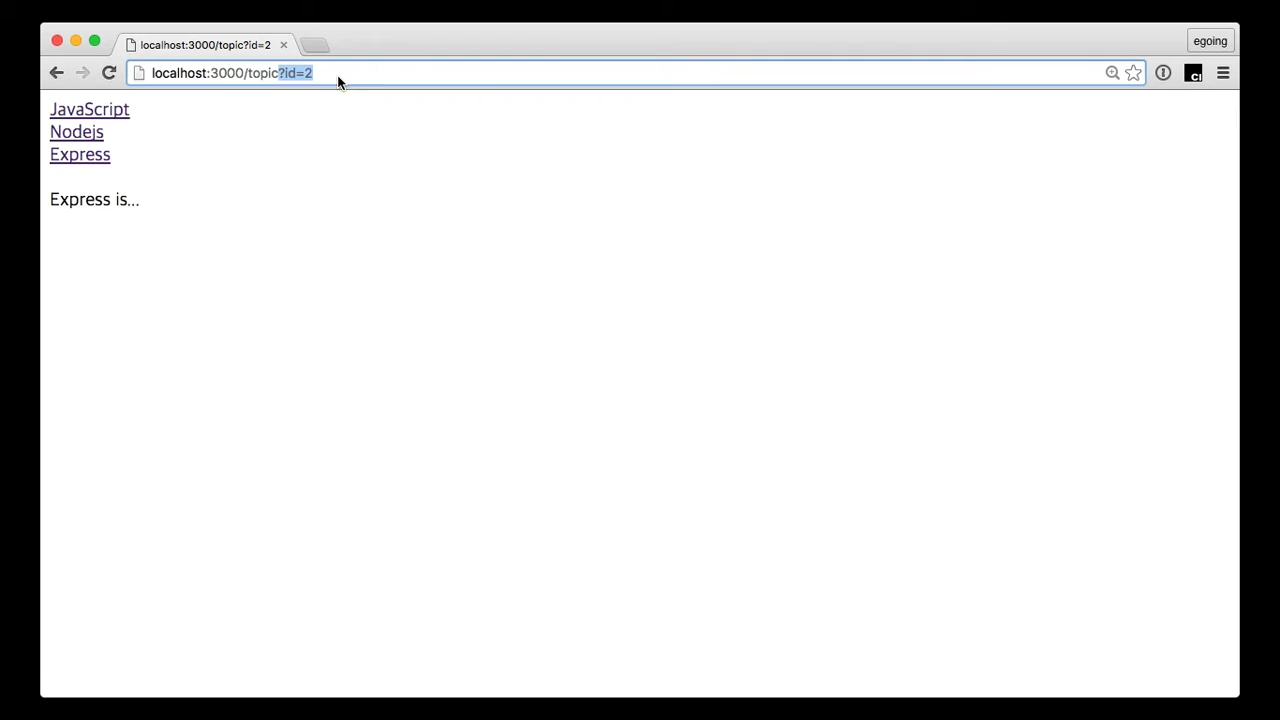 localhost:3000/topic?id=2
egoing
localhost:3000/topic?id=2
JavaScript
Nodejs
Express
Express is...